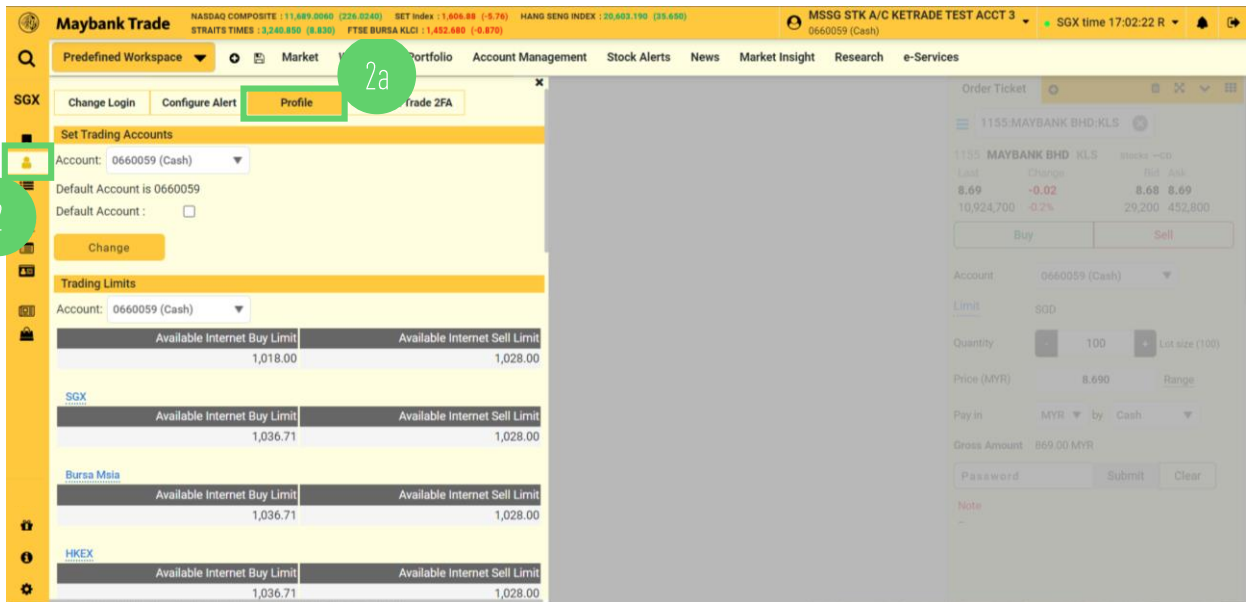 Maybank Trade
NASDAQ COMPOSITE : 11,689.0060 (226.0240) SET Index : 1,606.88 (-5.76) HANG SENG INDEX : 20,603.190 (35.650)
STRAITS TIMES : 3,240.850 (8.830) FTSE BURSA KLCI : 1,452.680 (-0.870)
MSSG STK A/C KETRADE TEST ACCT 3
0660059 (Cash)
SGX time 17:02:22 R
Predefined Workspace Market Portfolio Account Management Stock Alerts News Market Insight Research e-Services
2a
SGX
Change Login Configure Alert Profile Trade 2FA
Set Trading Accounts
Account: 0660059 (Cash)
Default Account is 0660059
Default Account :
Change
Trading Limits
Account: 0660059 (Cash)
Available Internet Buy Limit Available Internet Sell Limit
1,018.00 1,028.00
SGX
Available Internet Buy Limit Available Internet Sell Limit
1,036.71 1,028.00
Bursa Msia
Available Internet Buy Limit Available Internet Sell Limit
1,036.71 1,028.00
HKEX
Available Internet Buy Limit Available Internet Sell Limit
1,036.71 1,028.00
Order Ticket
1155:MAYBANK BHD:KLS
1155 MAYBANK BHD KLS
Last Change Bid Ask
8.69 -0.02 8.68 8.69
10,924,700 -0.2% 29,200 452,800
Buy Sell
Account 0660059 (Cash)
Limit SGD
Quantity - 100 + Lot size (100)
Price (MYR) 8.690 Range
Pay in MYR by Cash
Gross Amount 869.00 MYR
Password Submit Clear
Note